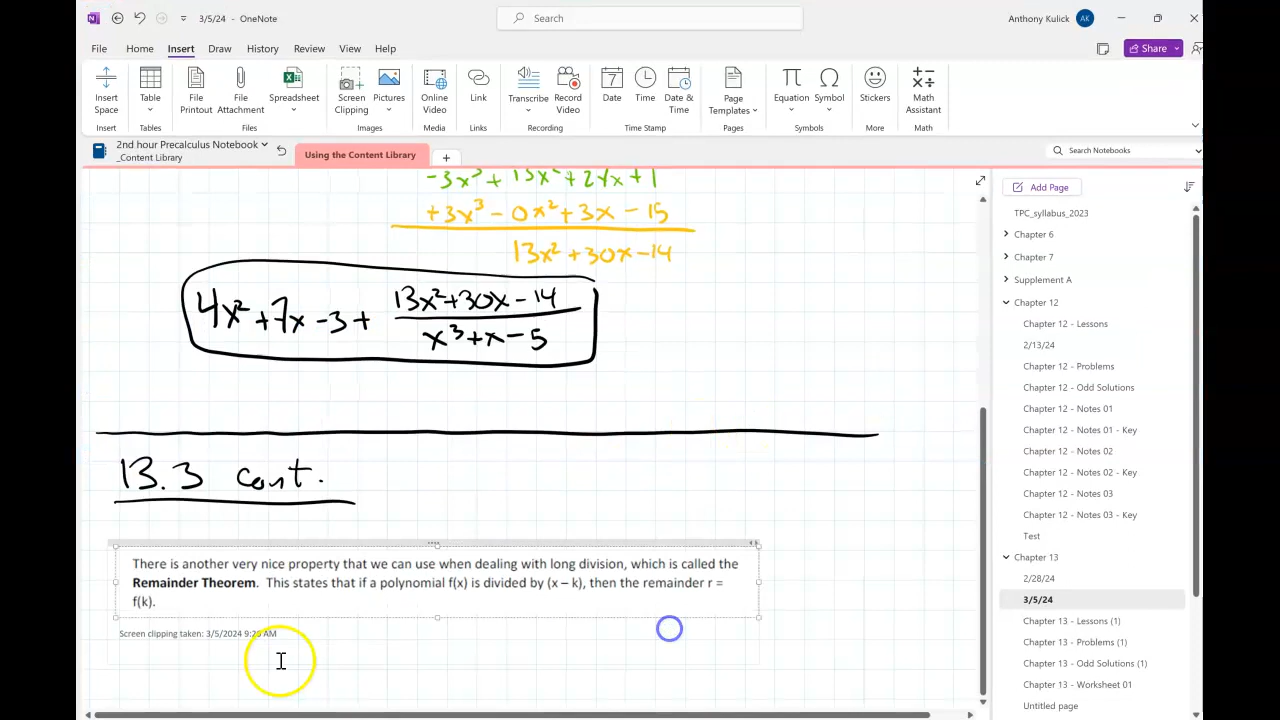 3/5/24 - OneNote
Search
Anthony Kulick
AK
File Home Insert Draw History Review View Help
Share
Insert Space
Table
File Printout
File Attachment
Spreadsheet
Screen Clipping
Pictures
Online Video
Link
Transcribe
Record Video
Date
Time
Date & Time
Page Templates
Equation
Symbol
Stickers
Math Assistant
Insert Tables Files Images Media Links Recording Time Stamp Pages Symbols More Math
2nd hour Precalculus Notebook
_Content Library
Using the Content Library
+
Search Notebooks
-3x³ + 13x² + 27x + 1
+3x³ - 0x² + 3x - 15
13x² + 30x - 14
4x² + 7x - 3 + (13x² + 30x - 14)/(x³ + x - 5)
13.3 cont.
There is another very nice property that we can use when dealing with long division, which is called the
Remainder Theorem. This states that if a polynomial f(x) is divided by (x – k), then the remainder r =
f(k).
Screen clipping taken: 3/5/2024 9:20 AM
Add Page
TPC_syllabus_2023
Chapter 6
Chapter 7
Supplement A
Chapter 12
Chapter 12 - Lessons
2/13/24
Chapter 12 - Problems
Chapter 12 - Odd Solutions
Chapter 12 - Notes 01
Chapter 12 - Notes 01 - Key
Chapter 12 - Notes 02
Chapter 12 - Notes 02 - Key
Chapter 12 - Notes 03
Chapter 12 - Notes 03 - Key
Test
Chapter 13
2/28/24
3/5/24
Chapter 13 - Lessons (1)
Chapter 13 - Problems (1)
Chapter 13 - Odd Solutions (1)
Chapter 13 - Worksheet 01
Untitled page